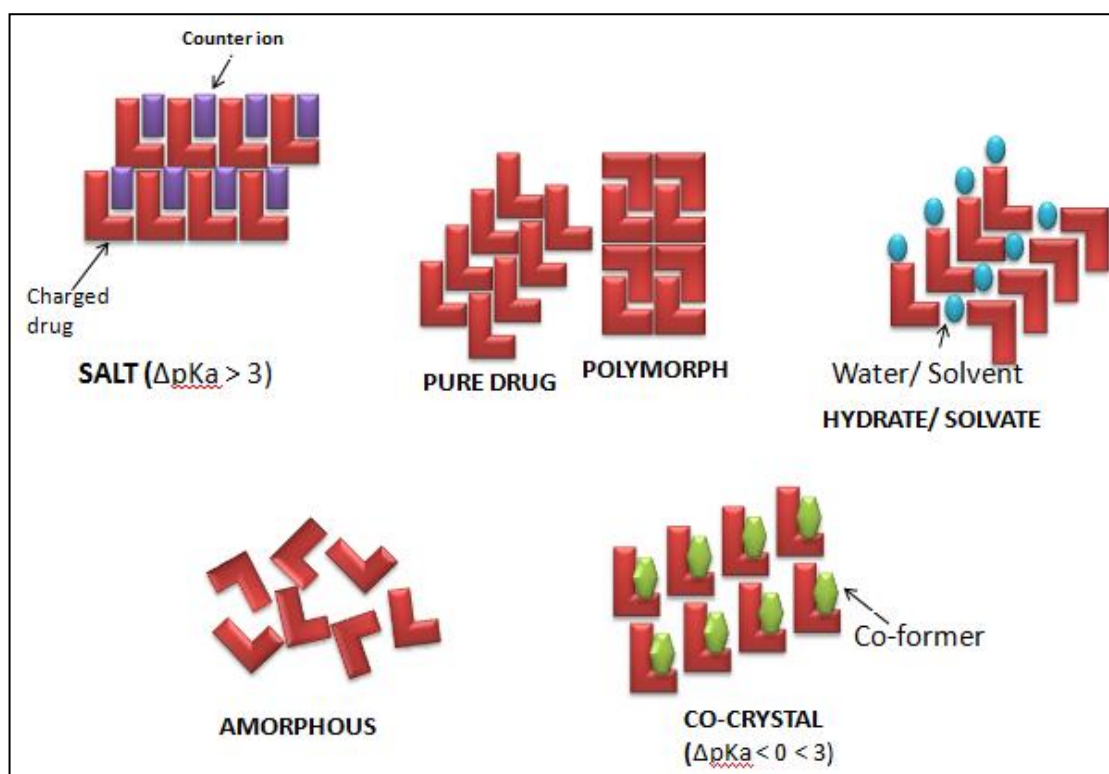 Counter ion
Charged
drug
SALT (ΔpKa > 3)
PURE DRUG
POLYMORPH
Water/ Solvent
HYDRATE/ SOLVATE
AMORPHOUS
Co-former
CO-CRYSTAL
(ΔpKa < 0 < 3)